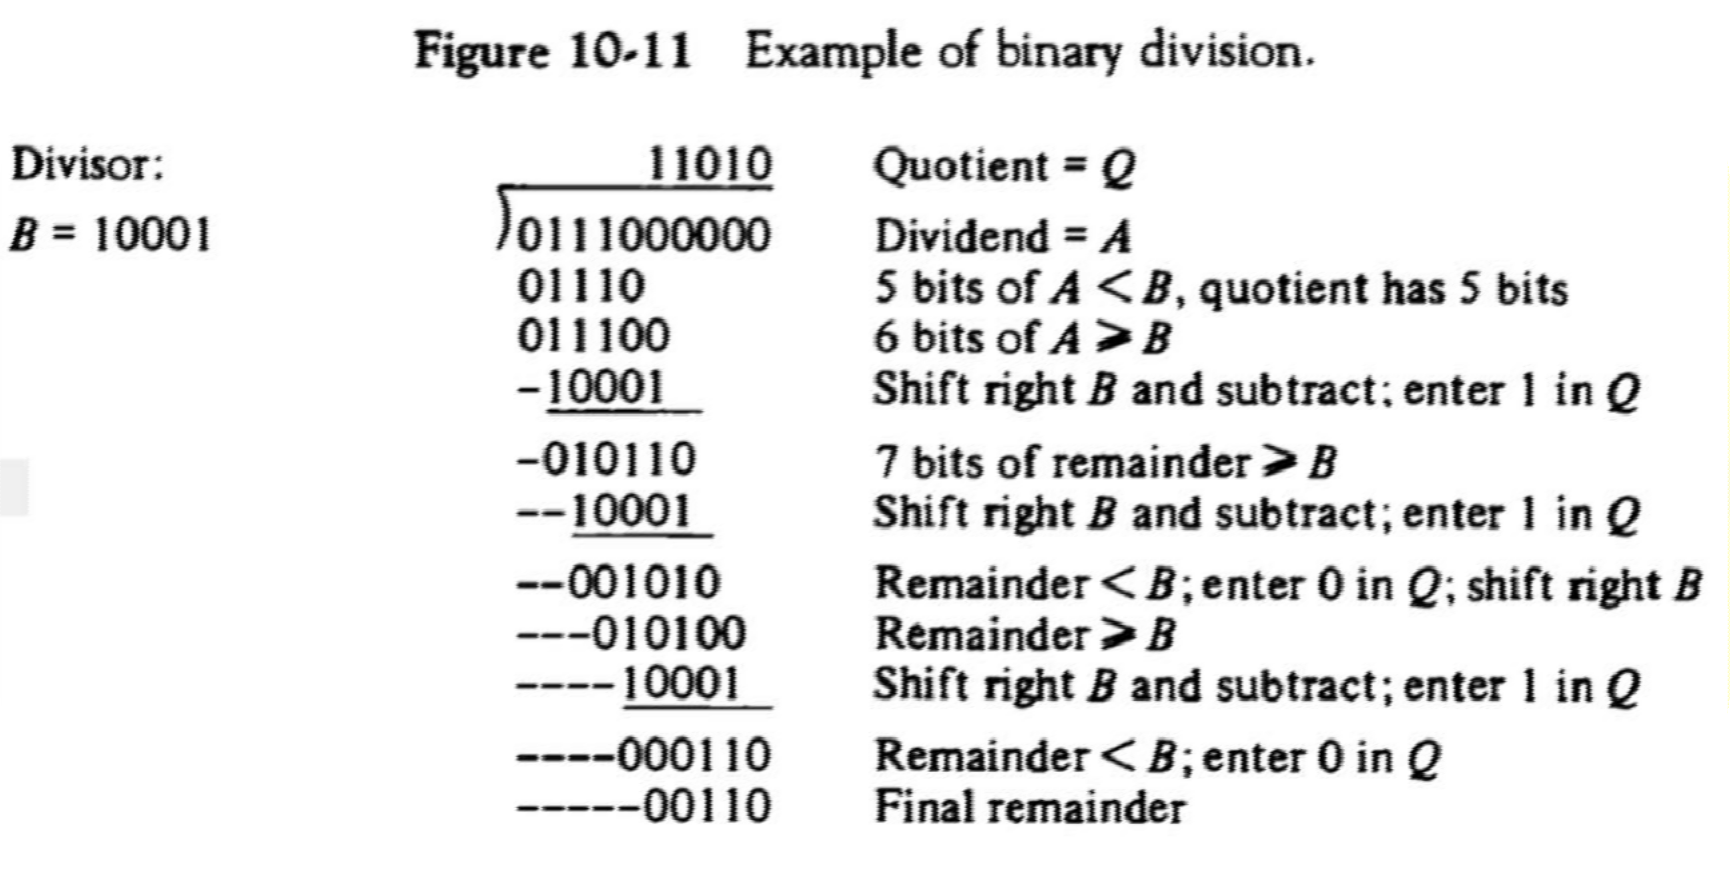 Figure 10-11 Example of binary division.
Divisor: 11010 Quotient = Q
B = 10001 )0111000000 Dividend = A
01110 5 bits of A < B, quotient has 5 bits
011100 6 bits of A ⩾ B
-10001 Shift right B and subtract; enter 1 in Q
-010110 7 bits of remainder ⩾ B
--10001 Shift right B and subtract; enter 1 in Q
--001010 Remainder < B; enter 0 in Q; shift right B
---010100 Remainder ⩾ B
----10001 Shift right B and subtract; enter 1 in Q
----000110 Remainder < B; enter 0 in Q
-----00110 Final remainder